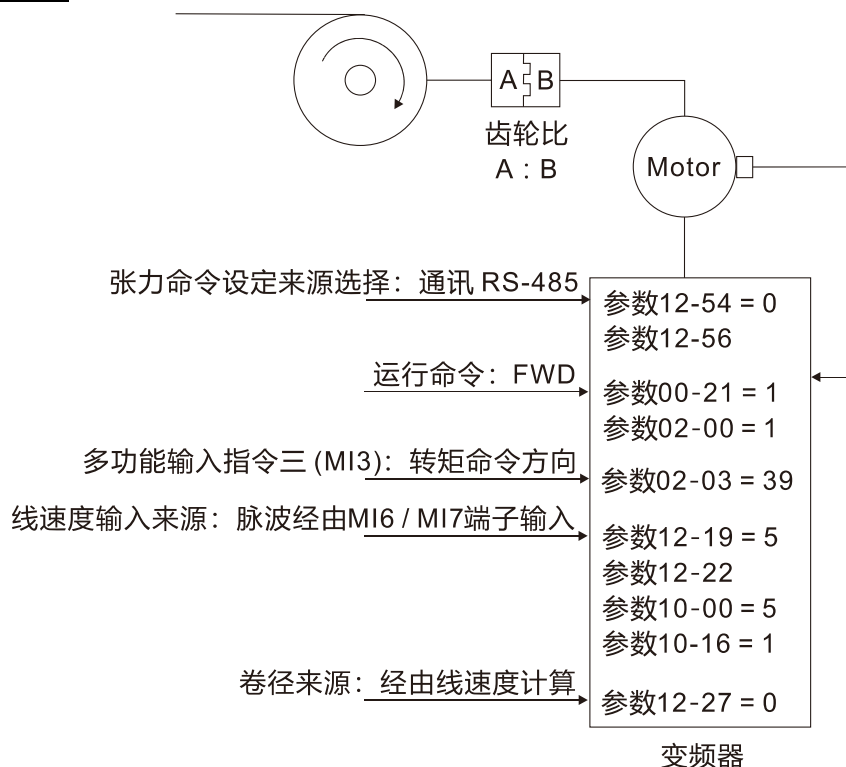 A B
齿轮比
A : B
Motor
张力命令设定来源选择：通讯 RS-485
参数12-54 = 0
参数12-56
运行命令：FWD
参数00-21 = 1
参数02-00 = 1
多功能输入指令三 (MI3)：转矩命令方向
参数02-03 = 39
线速度输入来源：脉波经由MI6 / MI7端子输入
参数12-19 = 5
参数12-22
参数10-00 = 5
参数10-16 = 1
卷径来源：经由线速度计算
参数12-27 = 0
变频器